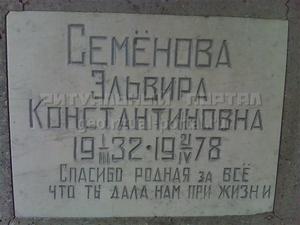 СЕМЁНОВА
ЭЛЬВИРА
КОНСТАНТИНОВНА
19 1/III 32 · 19 21/IV 78
СПАСИБО РОДНАЯ ЗА ВСЁ
ЧТО ТЫ ДАЛА НАМ ПРИ ЖИЗНИ